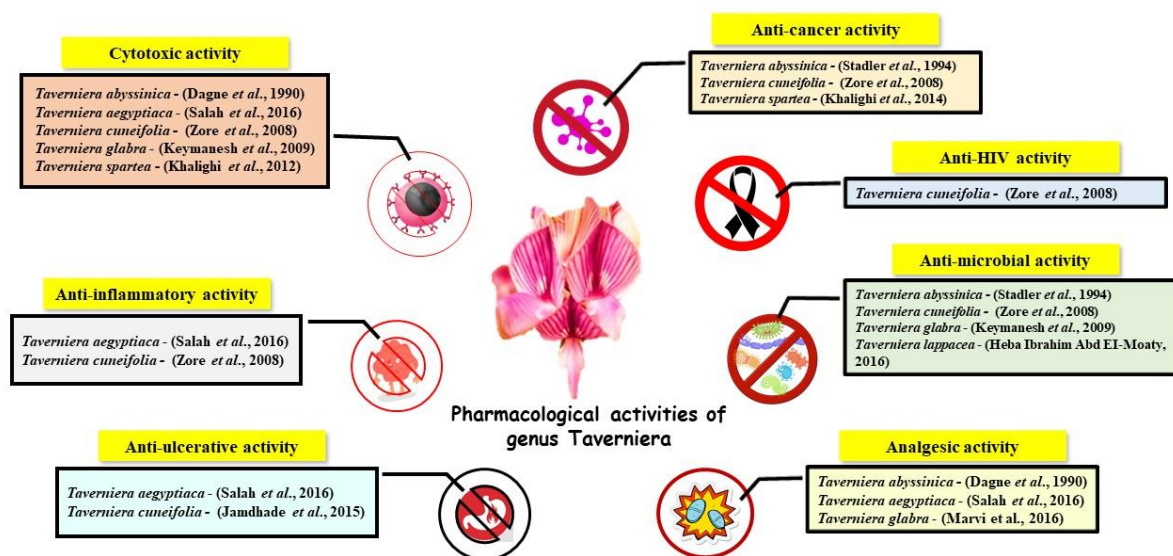 Cytotoxic activity
Taverniera abyssinica - (Dagne et al., 1990)
Taverniera aegyptiaca - (Salah et al., 2016)
Taverniera cuneifolia - (Zore et al., 2008)
Taverniera glabra - (Keymanesh et al., 2009)
Taverniera spartea - (Khalighi et al., 2012)
Anti-cancer activity
Taverniera abyssinica - (Stadler et al., 1994)
Taverniera cuneifolia - (Zore et al., 2008)
Taverniera spartea - (Khalighi et al., 2014)
Anti-HIV activity
Taverniera cuneifolia - (Zore et al., 2008)
Anti-inflammatory activity
Taverniera aegyptiaca - (Salah et al., 2016)
Taverniera cuneifolia - (Zore et al., 2008)
Anti-microbial activity
Taverniera abyssinica - (Stadler et al., 1994)
Taverniera cuneifolia - (Zore et al., 2008)
Taverniera glabra - (Keymanesh et al., 2009)
Taverniera lappacea - (Heba Ibrahim Abd EI-Moaty,
2016)
Pharmacological activities of
genus Taverniera
Anti-ulcerative activity
Taverniera aegyptiaca - (Salah et al., 2016)
Taverniera cuneifolia - (Jamdhade et al., 2015)
Analgesic activity
Taverniera abyssinica - (Dagne et al., 1990)
Taverniera aegyptiaca - (Salah et al., 2016)
Taverniera glabra - (Marvi et al., 2016)